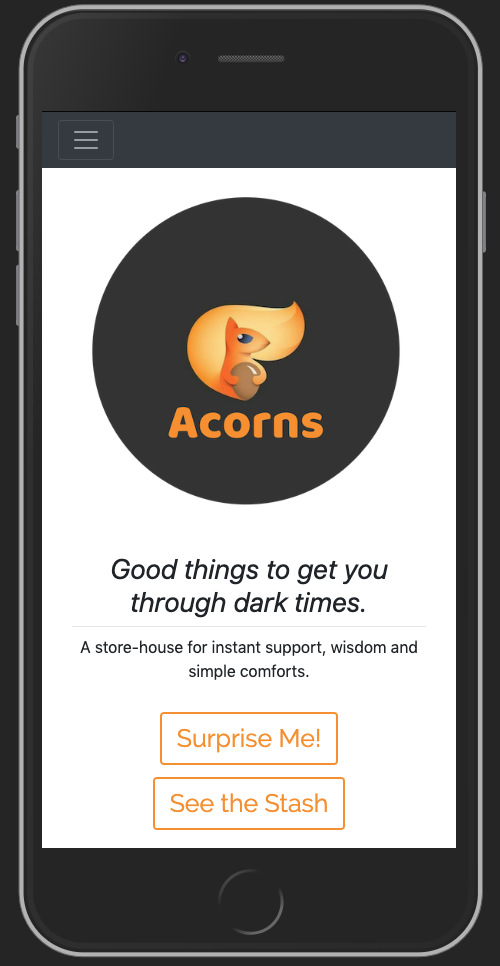 Acorns
Good things to get you
through dark times.
A store-house for instant support, wisdom and
simple comforts.
Surprise Me!
See the Stash